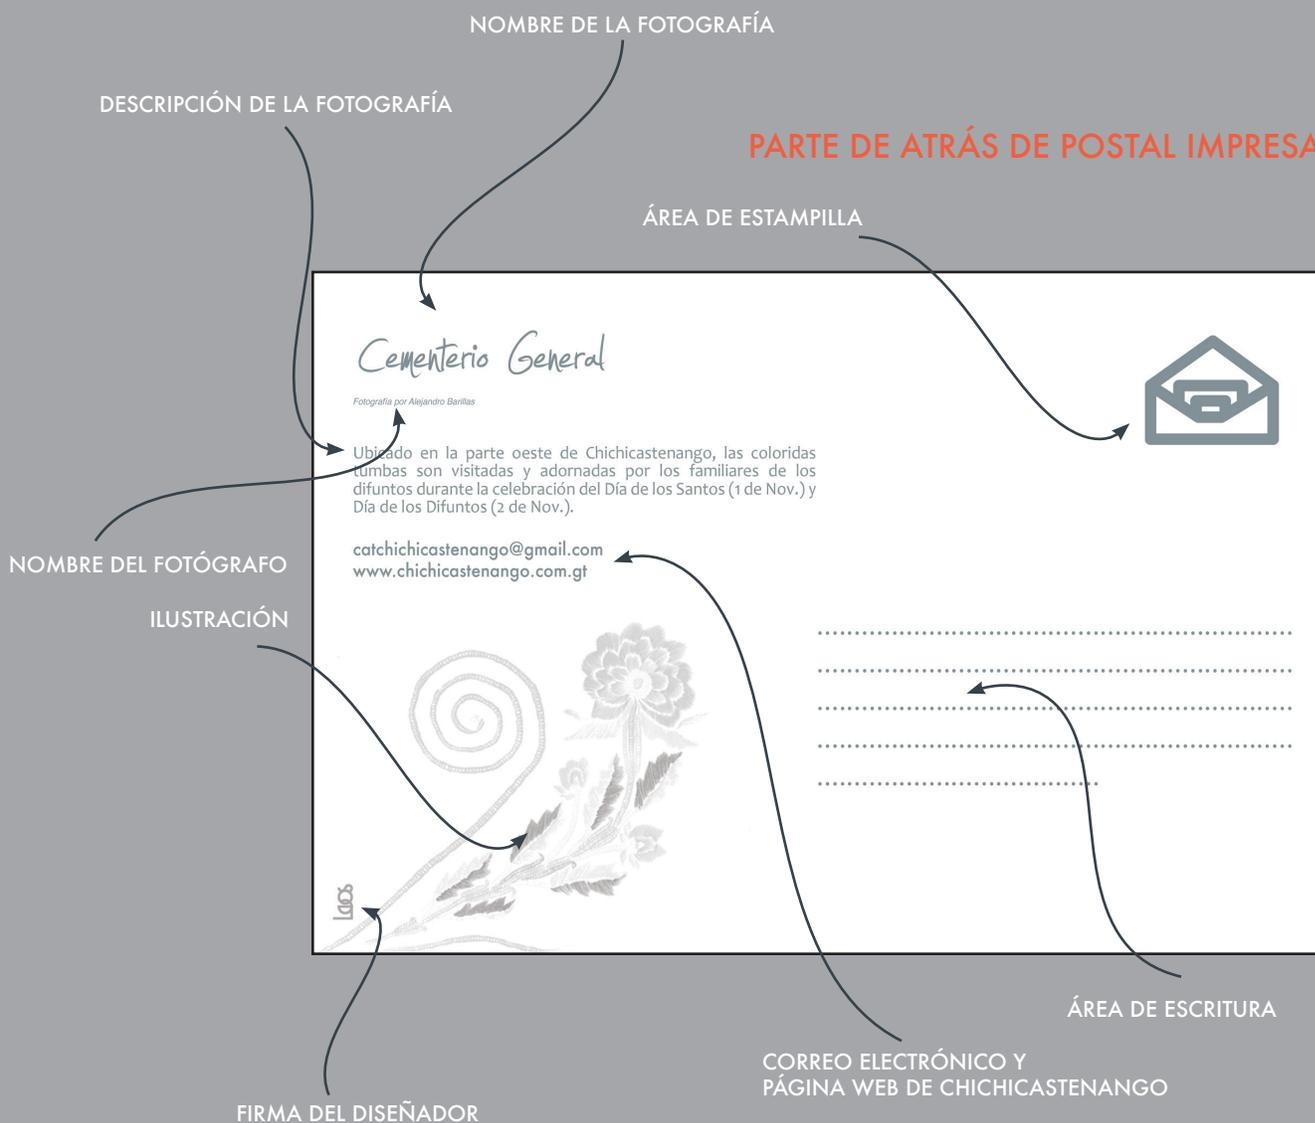 NOMBRE DE LA FOTOGRAFÍA
DESCRIPCIÓN DE LA FOTOGRAFÍA
PARTE DE ATRÁS DE POSTAL IMPRESA
ÁREA DE ESTAMPILLA
Cementerio General
Fotografía por Alejandro Barillas
Ubicado en la parte oeste de Chichicastenango, las coloridas
tumbas son visitadas y adornadas por los familiares de los
difuntos durante la celebración del Día de los Santos (1 de Nov.) y
Día de los Difuntos (2 de Nov.).
catchichicastenango@gmail.com
www.chichicastenango.com.gt
NOMBRE DEL FOTÓGRAFO
ILUSTRACIÓN
ÁREA DE ESCRITURA
CORREO ELECTRÓNICO Y
PÁGINA WEB DE CHICHICASTENANGO
FIRMA DEL DISEÑADOR